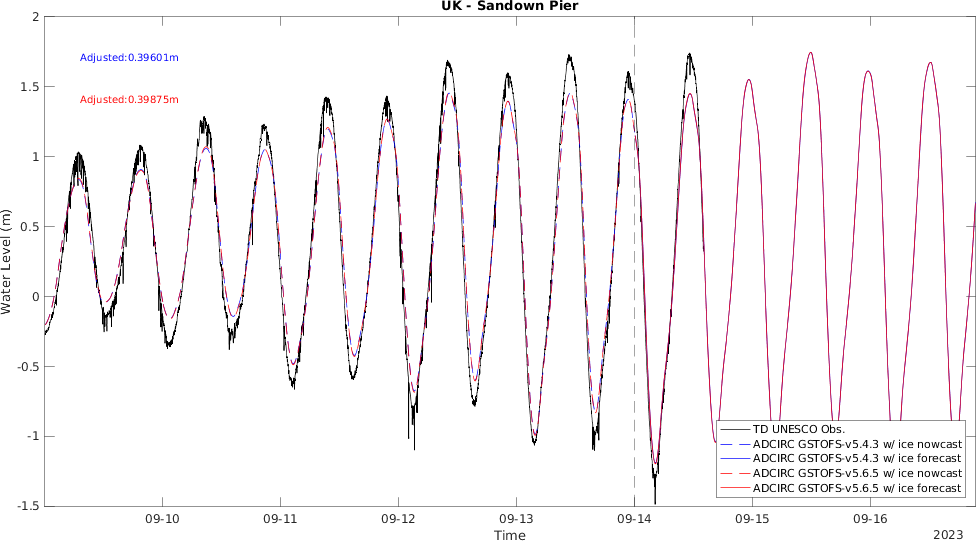 UK - Sandown Pier
2
1.5
1
0.5
0
-0.5
-1
-1.5
Water Level (m)
Adjusted:0.39601m
Adjusted:0.39875m
TD UNESCO Obs.
ADCIRC GSTOFS-v5.4.3 w/ ice nowcast
ADCIRC GSTOFS-v5.4.3 w/ ice forecast
ADCIRC GSTOFS-v5.6.5 w/ ice nowcast
ADCIRC GSTOFS-v5.6.5 w/ ice forecast
09-10 09-11 09-12 09-13 09-14 09-15 09-16
Time
2023